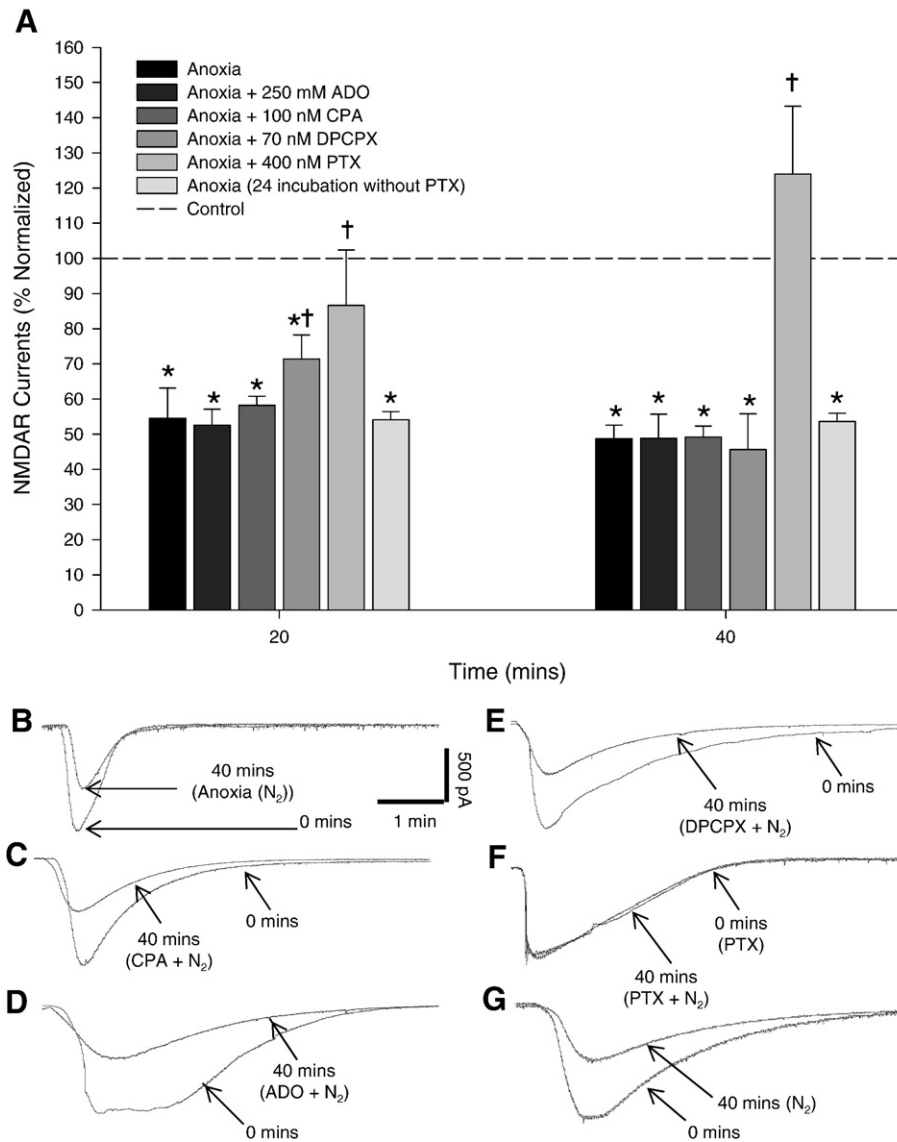 A
160
150
140
130
120
110
100
90
80
70
60
50
40
30
20
10
0
NMDAR Currents (% Normalized)
Anoxia
Anoxia + 250 mM ADO
Anoxia + 100 nM CPA
Anoxia + 70 nM DPCPX
Anoxia + 400 nM PTX
Anoxia (24 incubation without PTX)
Control
* * * *† † *
* * * * † *
20 40
Time (mins)
B
40 mins
(Anoxia (N₂))
0 mins
500 pA
1 min
C
0 mins
40 mins
(CPA + N₂)
D
40 mins
(ADO + N₂)
0 mins
E
0 mins
40 mins
(DPCPX + N₂)
F
0 mins
(PTX)
40 mins
(PTX + N₂)
G
40 mins (N₂)
0 mins